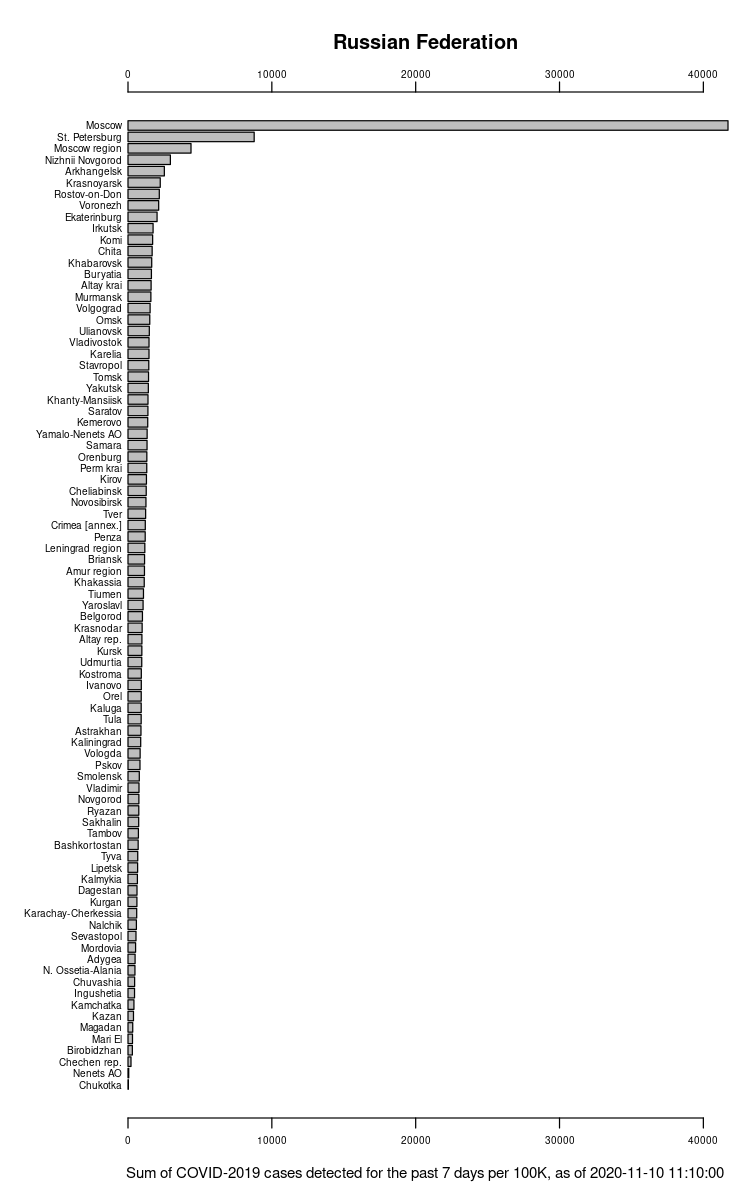 Russian Federation
0 10000 20000 30000 40000
Moscow
St. Petersburg
Moscow region
Nizhnii Novgorod
Arkhangelsk
Krasnoyarsk
Rostov-on-Don
Voronezh
Ekaterinburg
Irkutsk
Komi
Chita
Khabarovsk
Buryatia
Altay krai
Murmansk
Volgograd
Omsk
Ulianovsk
Vladivostok
Karelia
Stavropol
Tomsk
Yakutsk
Khanty-Mansiisk
Saratov
Kemerovo
Yamalo-Nenets AO
Samara
Orenburg
Perm krai
Kirov
Cheliabinsk
Novosibirsk
Tver
Crimea [annex.]
Penza
Leningrad region
Briansk
Amur region
Khakassia
Tiumen
Yaroslavl
Belgorod
Krasnodar
Altay rep.
Kursk
Udmurtia
Kostroma
Ivanovo
Orel
Kaluga
Tula
Astrakhan
Kaliningrad
Vologda
Pskov
Smolensk
Vladimir
Novgorod
Ryazan
Sakhalin
Tambov
Bashkortostan
Tyva
Lipetsk
Kalmykia
Dagestan
Kurgan
Karachay-Cherkessia
Nalchik
Sevastopol
Mordovia
Adygea
N. Ossetia-Alania
Chuvashia
Ingushetia
Kamchatka
Kazan
Magadan
Mari El
Birobidzhan
Chechen rep.
Nenets AO
Chukotka
0 10000 20000 30000 40000
Sum of COVID-2019 cases detected for the past 7 days per 100K, as of 2020-11-10 11:10:00